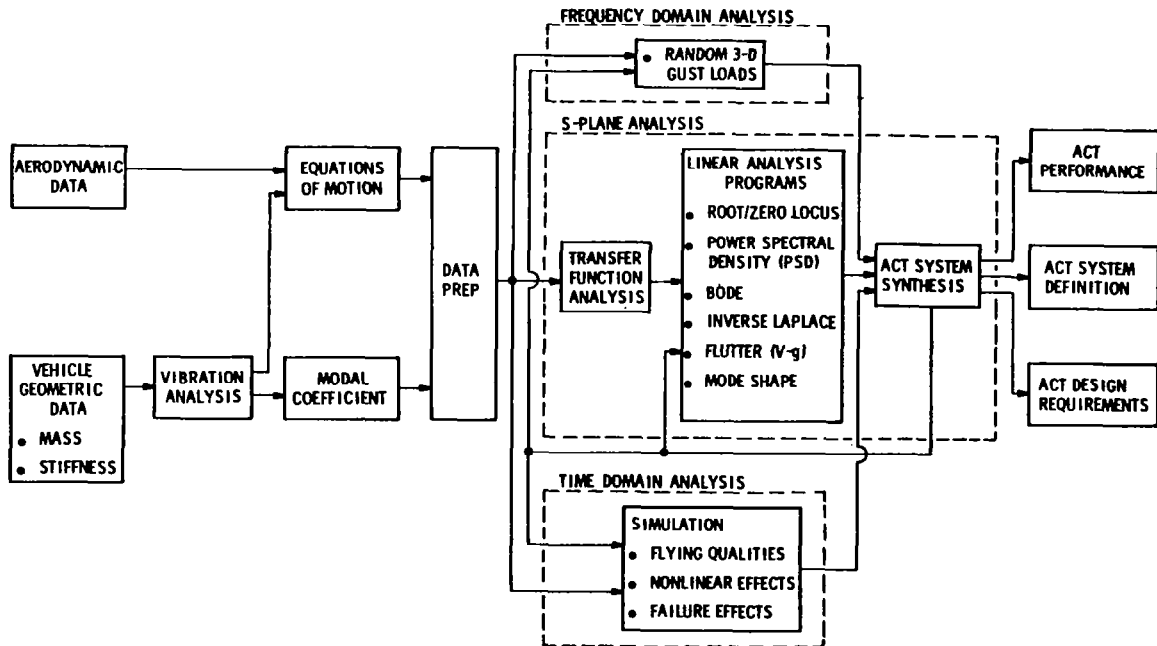 FREQUENCY DOMAIN ANALYSIS
• RANDOM 3-D
GUST LOADS
S-PLANE ANALYSIS
AERODYNAMIC
DATA
EQUATIONS
OF MOTION
DATA
PREP
TRANSFER
FUNCTION
ANALYSIS
LINEAR ANALYSIS
PROGRAMS
• ROOT/ZERO LOCUS
• POWER SPECTRAL
DENSITY (PSD)
• BODE
• INVERSE LAPLACE
• FLUTTER (V-g)
• MODE SHAPE
ACT SYSTEM
SYNTHESIS
ACT
PERFORMANCE
ACT SYSTEM
DEFINITION
ACT DESIGN
REQUIREMENTS
VEHICLE
GEOMETRIC
DATA
• MASS
• STIFFNESS
VIBRATION
ANALYSIS
MODAL
COEFFICIENT
TIME DOMAIN ANALYSIS
SIMULATION
• FLYING QUALITIES
• NONLINEAR EFFECTS
• FAILURE EFFECTS